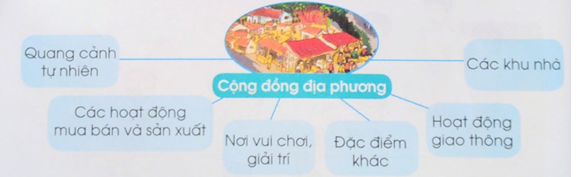 Quang cảnh
tự nhiên
Các khu nhà
Cộng đồng địa phương
Các hoạt động
mua bán và sản xuất
Nơi vui chơi,
giải trí
Đặc điểm
khác
Hoạt động
giao thông